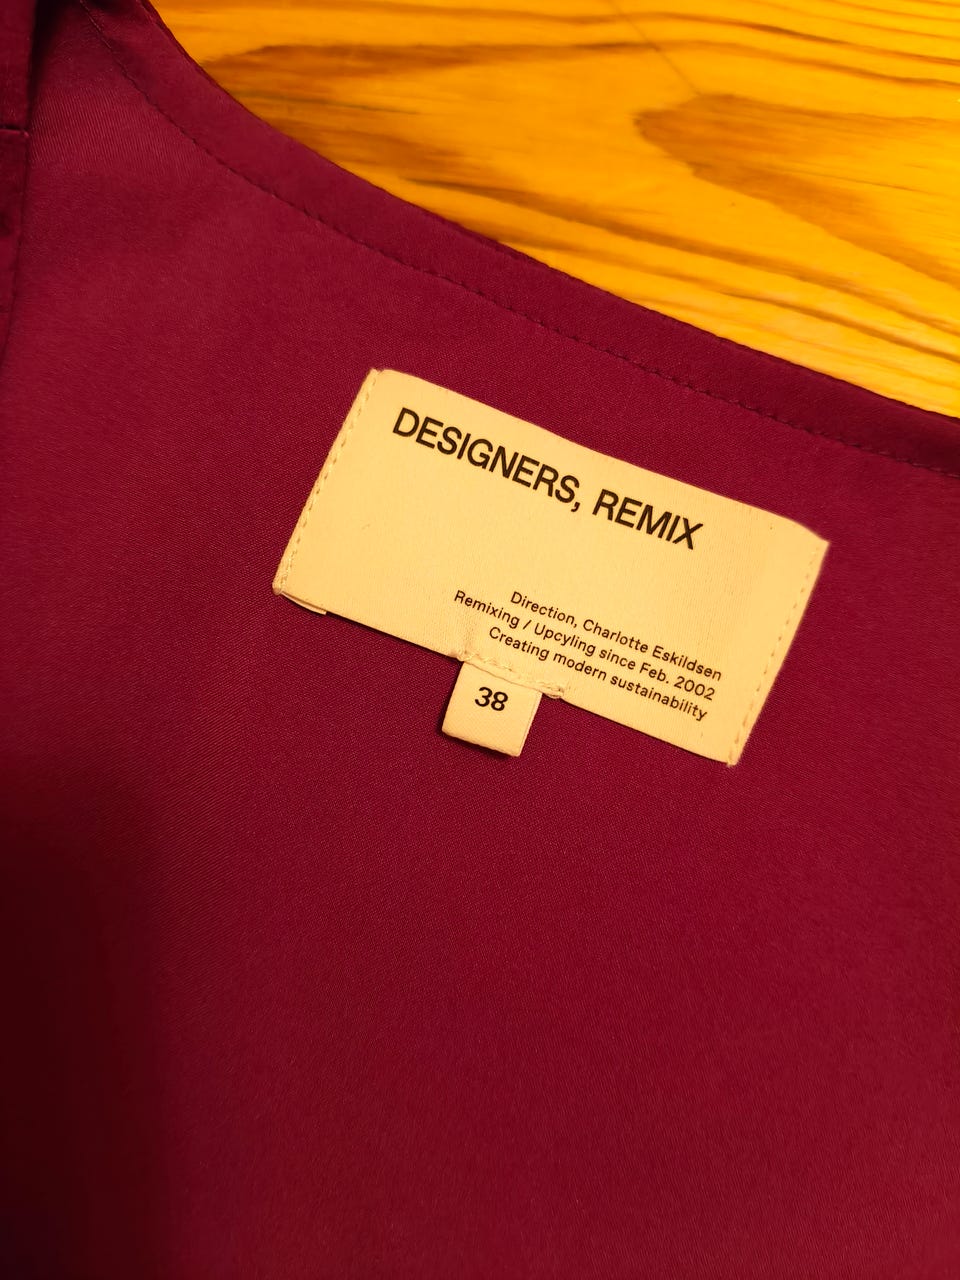 DESIGNERS, REMIX
Direction, Charlotte Eskildsen
Remixing / Upcyling since Feb. 2002
Creating modern sustainability
38